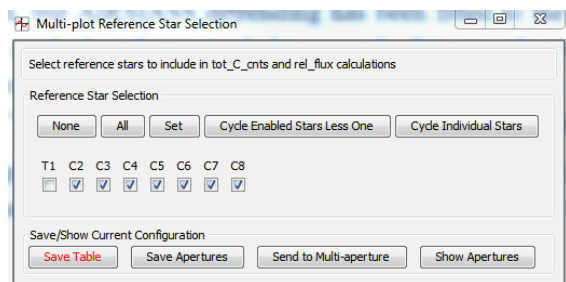 Multi-plot Reference Star Selection
Select reference stars to include in tot_C_cnts and rel_flux calculations
Reference Star Selection
None All Set Cycle Enabled Stars Less One Cycle Individual Stars
T1 C2 C3 C4 C5 C6 C7 C8
Save/Show Current Configuration
Save Table Save Apertures Send to Multi-aperture Show Apertures